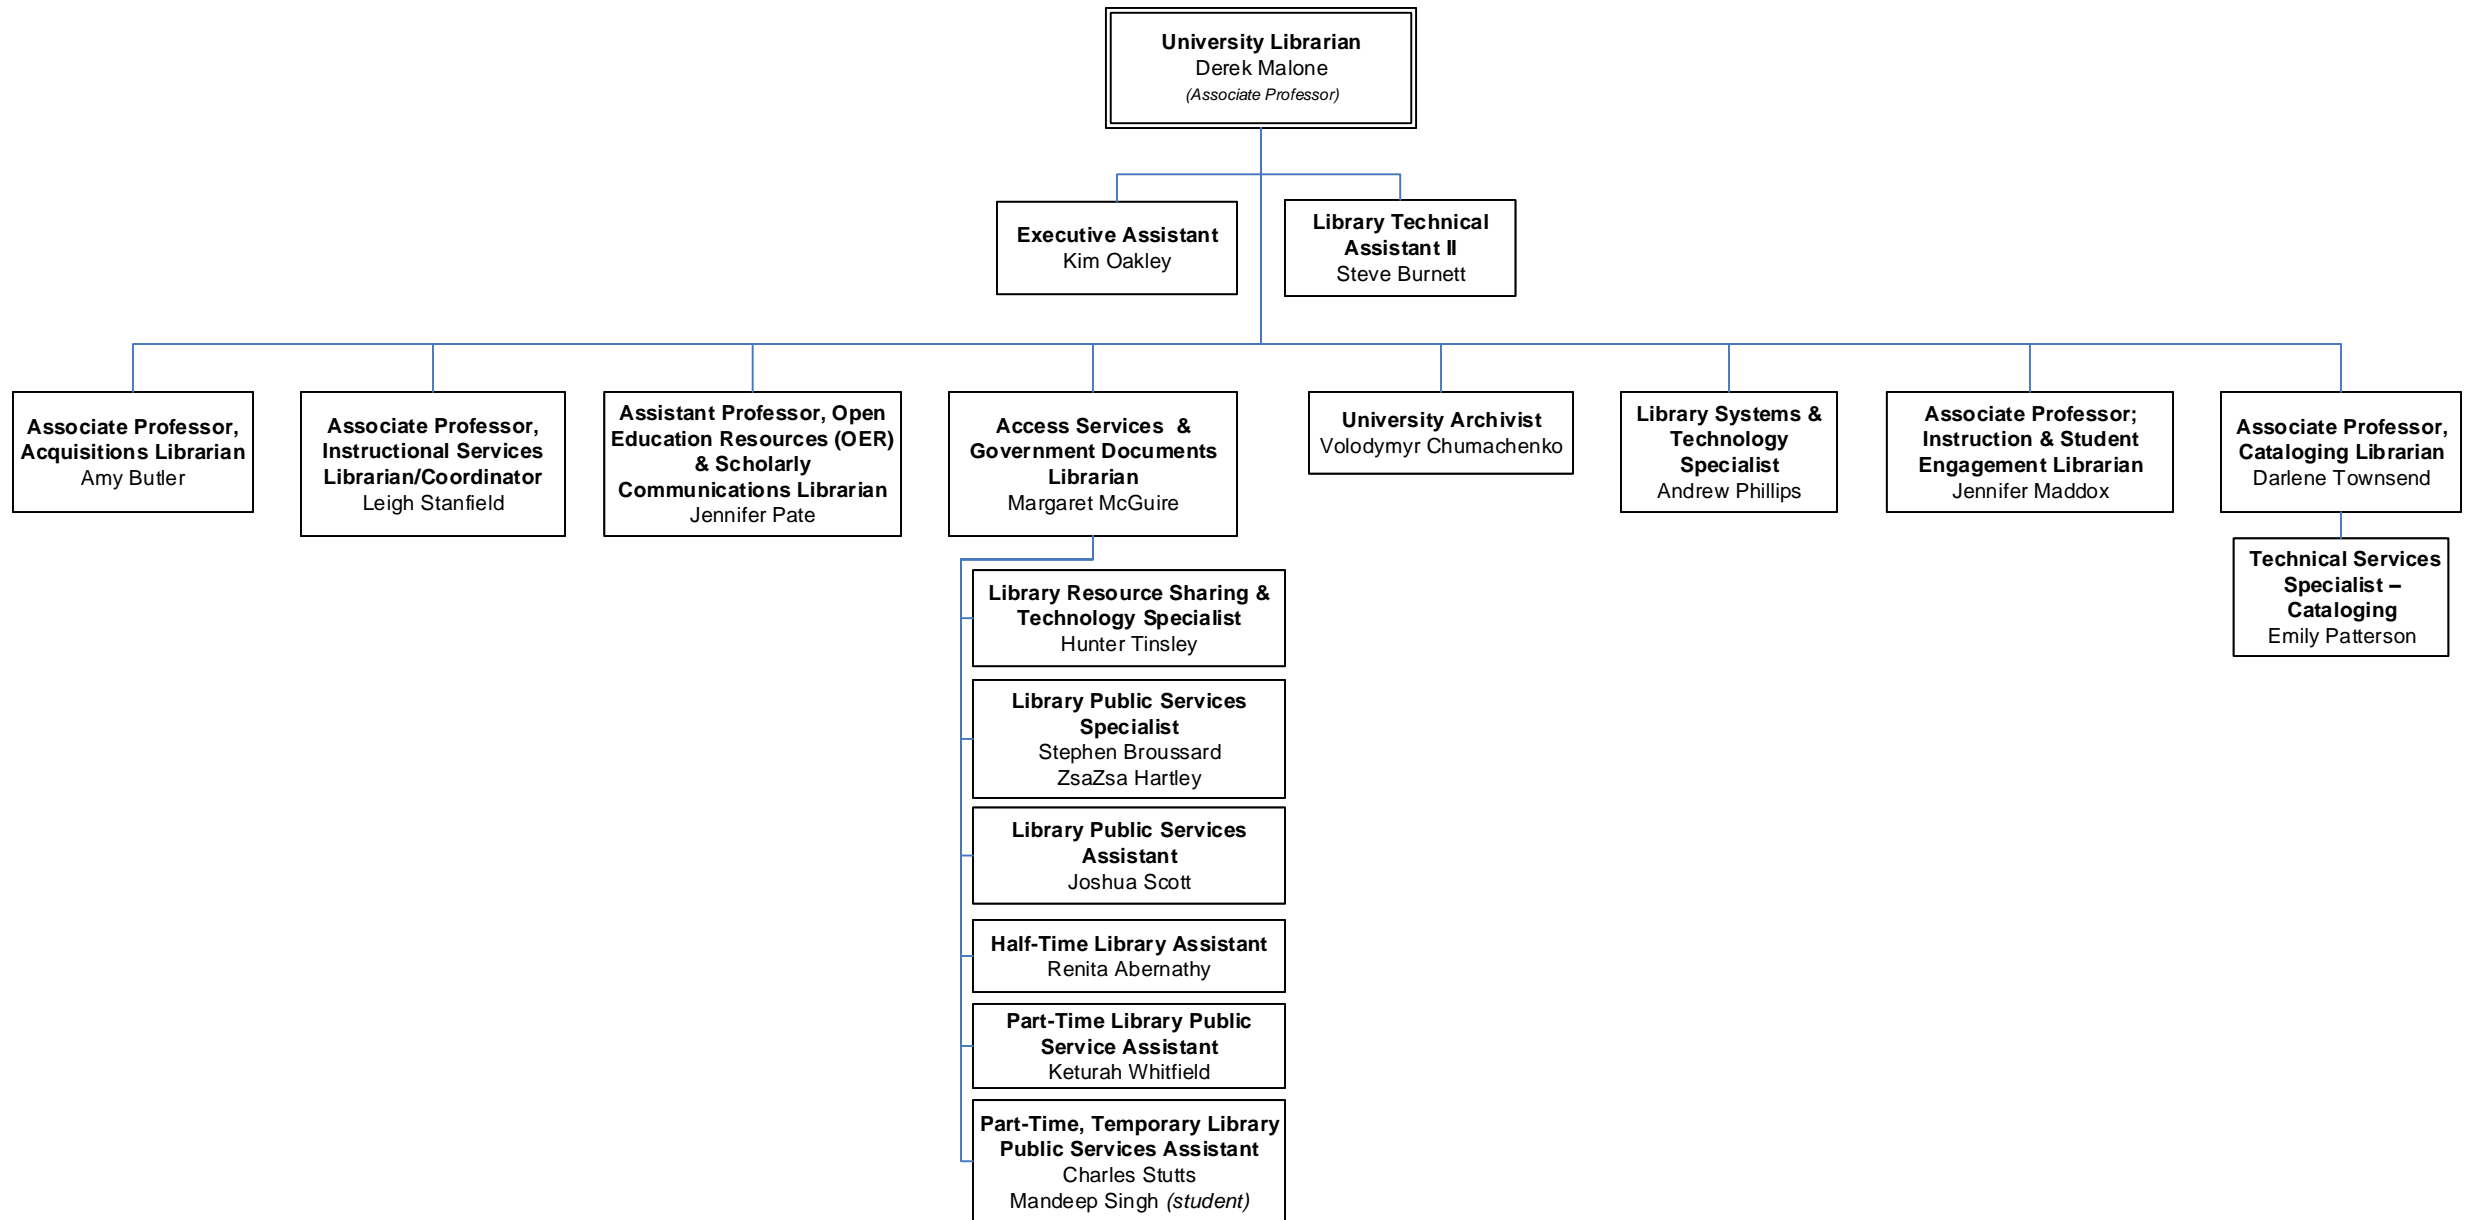 University Librarian
Derek Malone
(Associate Professor)
Executive Assistant
Kim Oakley
Library Technical
Assistant II
Steve Burnett
Associate Professor,
Acquisitions Librarian
Amy Butler
Associate Professor,
Instructional Services
Librarian/Coordinator
Leigh Stanfield
Assistant Professor, Open
Education Resources (OER)
& Scholarly
Communications Librarian
Jennifer Pate
Access Services &
Government Documents
Librarian
Margaret McGuire
University Archivist
Volodymyr Chumachenko
Library Systems &
Technology
Specialist
Andrew Phillips
Associate Professor;
Instruction & Student
Engagement Librarian
Jennifer Maddox
Associate Professor,
Cataloging Librarian
Darlene Townsend
Library Resource Sharing &
Technology Specialist
Hunter Tinsley
Library Public Services
Specialist
Stephen Broussard
ZsaZsa Hartley
Library Public Services
Assistant
Joshua Scott
Half-Time Library Assistant
Renita Abernathy
Part-Time Library Public
Service Assistant
Keturah Whitfield
Part-Time, Temporary Library
Public Services Assistant
Charles Stutts
Mandeep Singh (student)
Technical Services
Specialist –
Cataloging
Emily Patterson